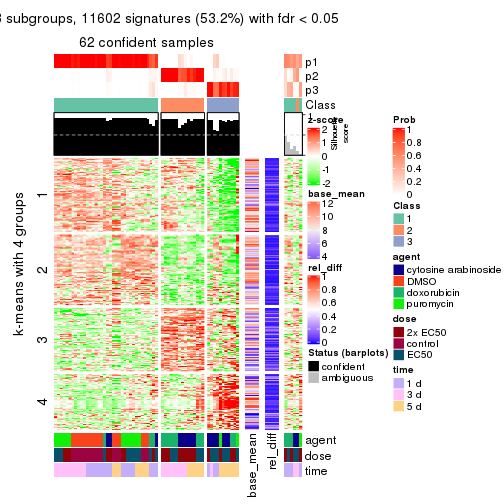 3 subgroups, 11602 signatures (53.2%) with fdr < 0.05
62 confident samples
p1
p2
p3
Class
1
Silhouette
score
k-means with 4 groups
1
2
3
4
agent
dose
time
base_mean
rel_diff
z-score
2
1
0
-1
-2
base_mean
12
10
8
6
4
rel_diff
1
0.8
0.6
0.4
0.2
0
Status (barplots)
confident
ambiguous
Prob
1
0.8
0.6
0.4
0.2
0
Class
1
2
3
agent
cytosine arabinoside
DMSO
doxorubicin
puromycin
dose
2x EC50
control
EC50
time
1 d
3 d
5 d